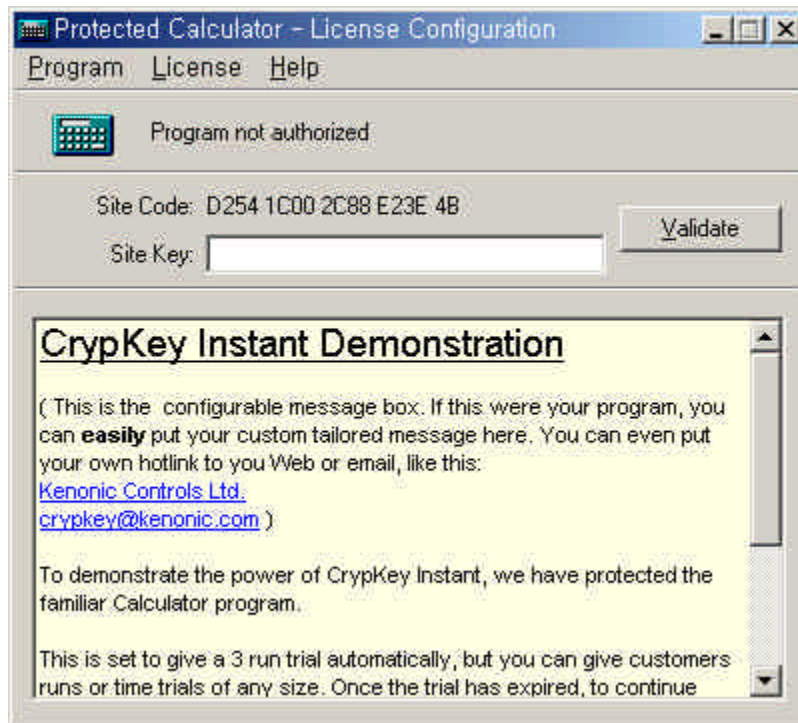 Protected Calculator - License Configuration
Program License Help
Program not authorized
Site Code: D254 1C00 2C88 E23E 4B
Validate
Site Key:
CrypKey Instant Demonstration
( This is the configurable message box. If this were your program, you
can easily put your custom tailored message here. You can even put
your own hotlink to you Web or email, like this:
Kenonic Controls Ltd.
crypkey@kenonic.com )
To demonstrate the power of CrypKey Instant, we have protected the
familiar Calculator program.
This is set to give a 3 run trial automatically, but you can give customers
runs or time trials of any size. Once the trial has expired, to continue